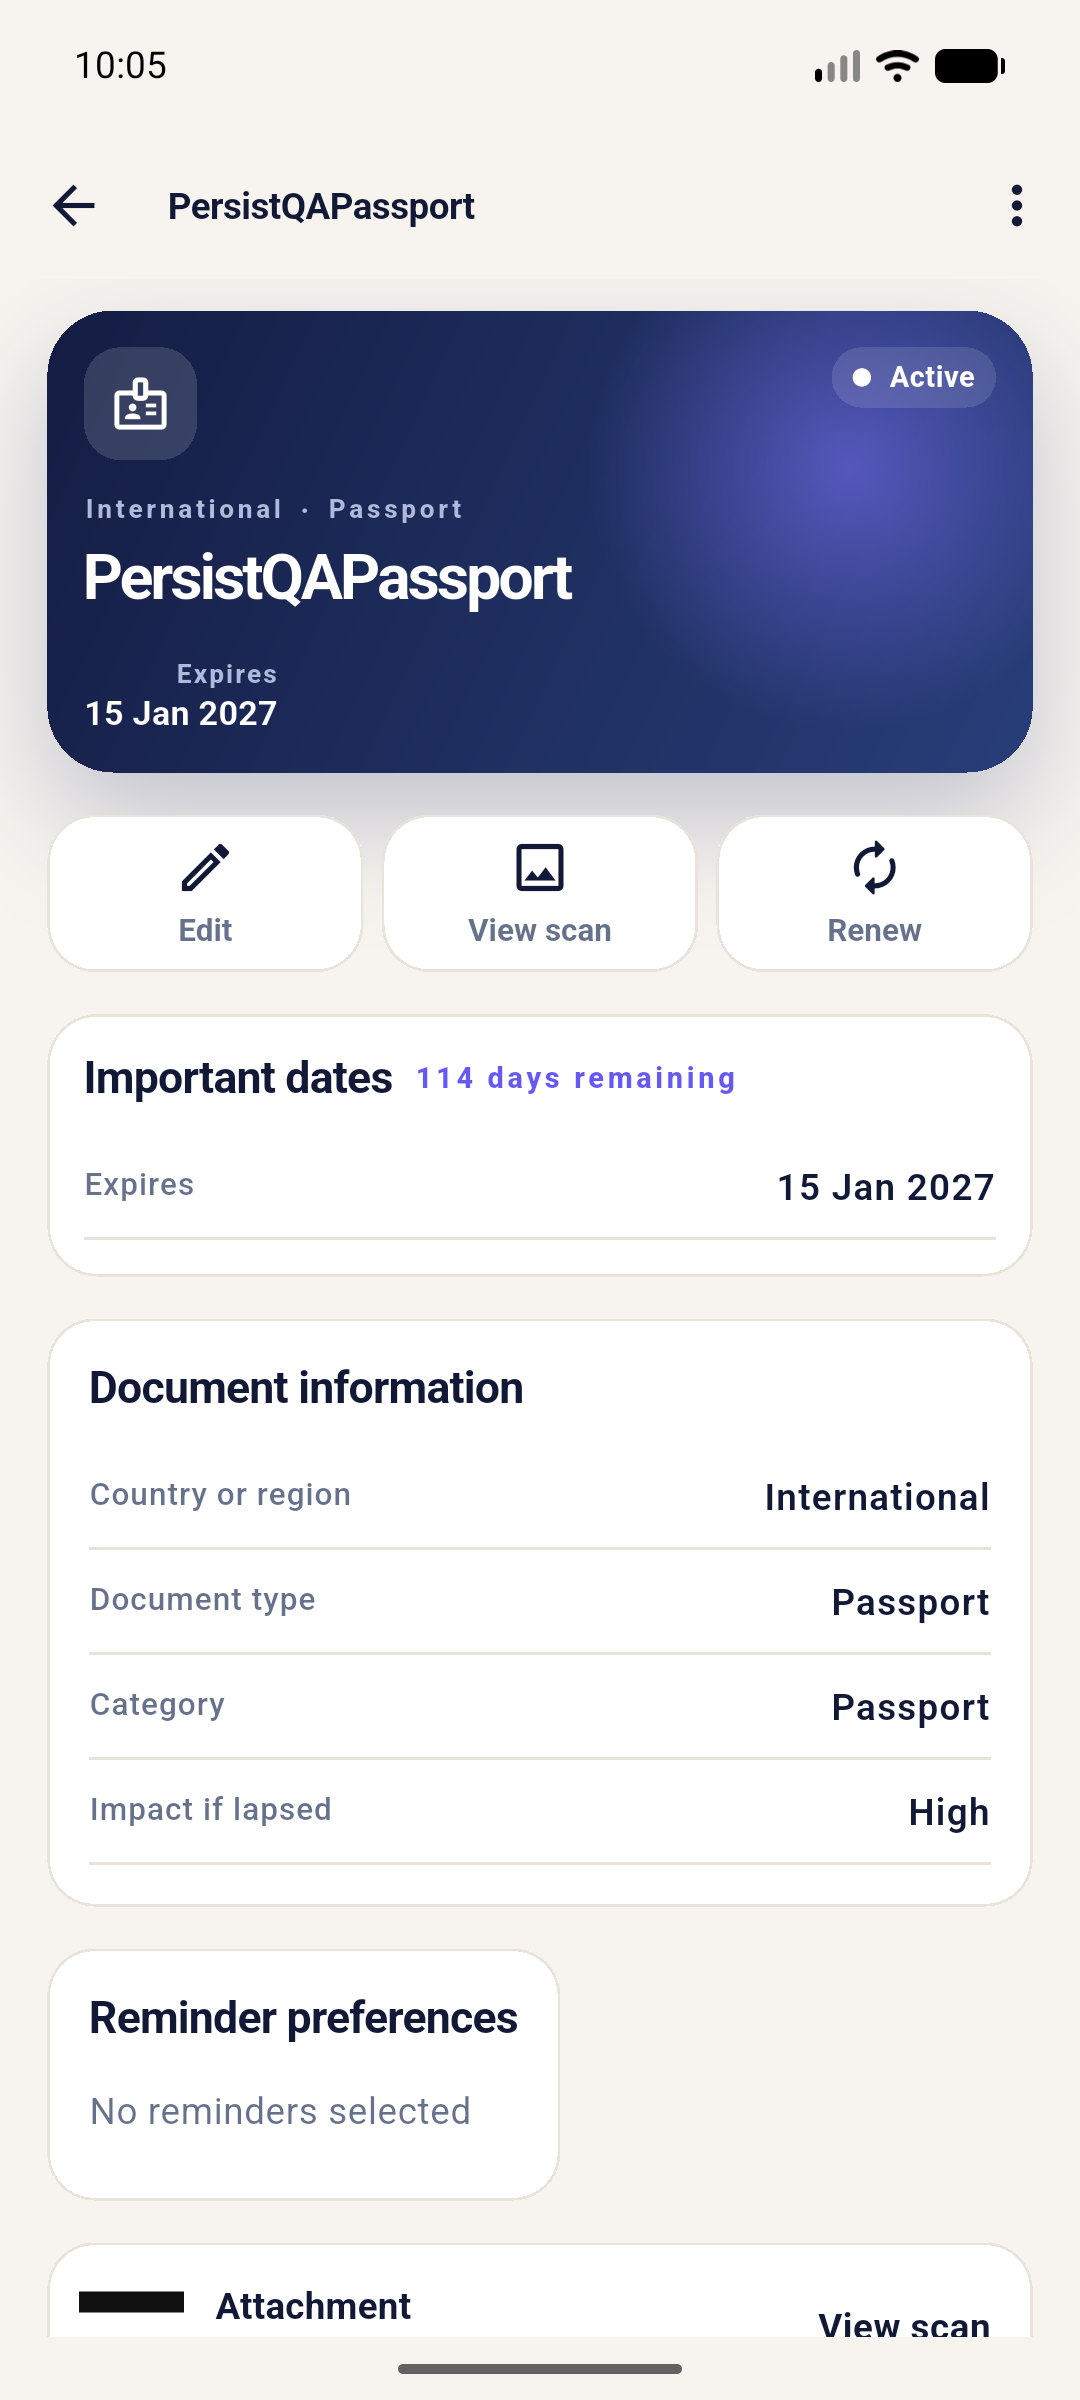 10:05
PersistQAPassport
Active
International · Passport
PersistQAPassport
Expires
15 Jan 2027
Edit
View scan
Renew
Important dates 114 days remaining
Expires 15 Jan 2027
Document information
Country or region International
Document type Passport
Category Passport
Impact if lapsed High
Reminder preferences
No reminders selected
Attachment
View scan